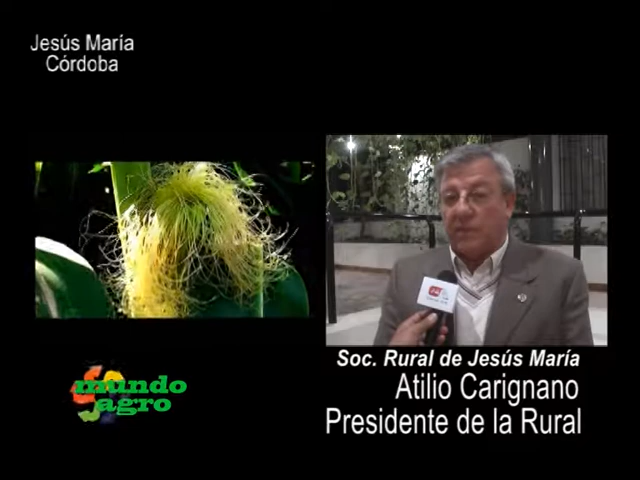 Jesús María
Córdoba
mundo
agro
Soc. Rural de Jesús María
Atilio Carignano
Presidente de la Rural